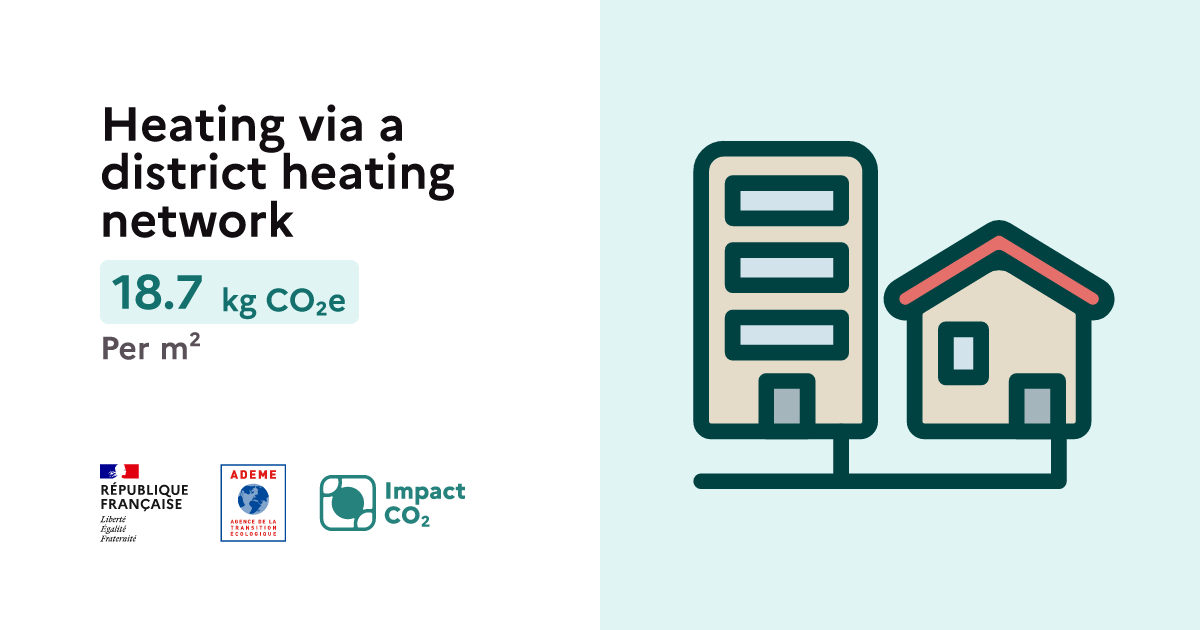 Heating via a
district heating
network
18.7 kg CO₂e
Per m²
RÉPUBLIQUE
FRANÇAISE
Liberté
Égalité
Fraternité
ADEME
AGENCE DE LA
TRANSITION
ÉCOLOGIQUE
Impact
CO₂